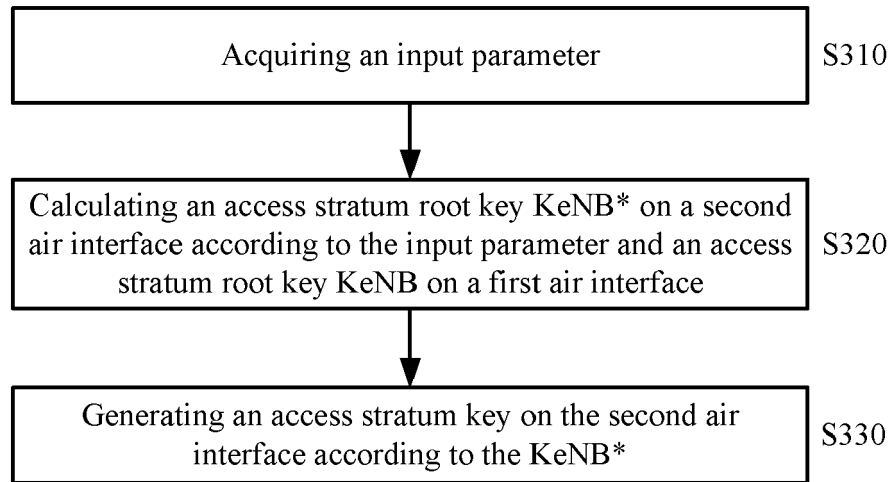 Acquiring an input parameter
S310
Calculating an access stratum root key KeNB* on a second
air interface according to the input parameter and an access
stratum root key KeNB on a first air interface
S320
Generating an access stratum key on the second air
interface according to the KeNB*
S330